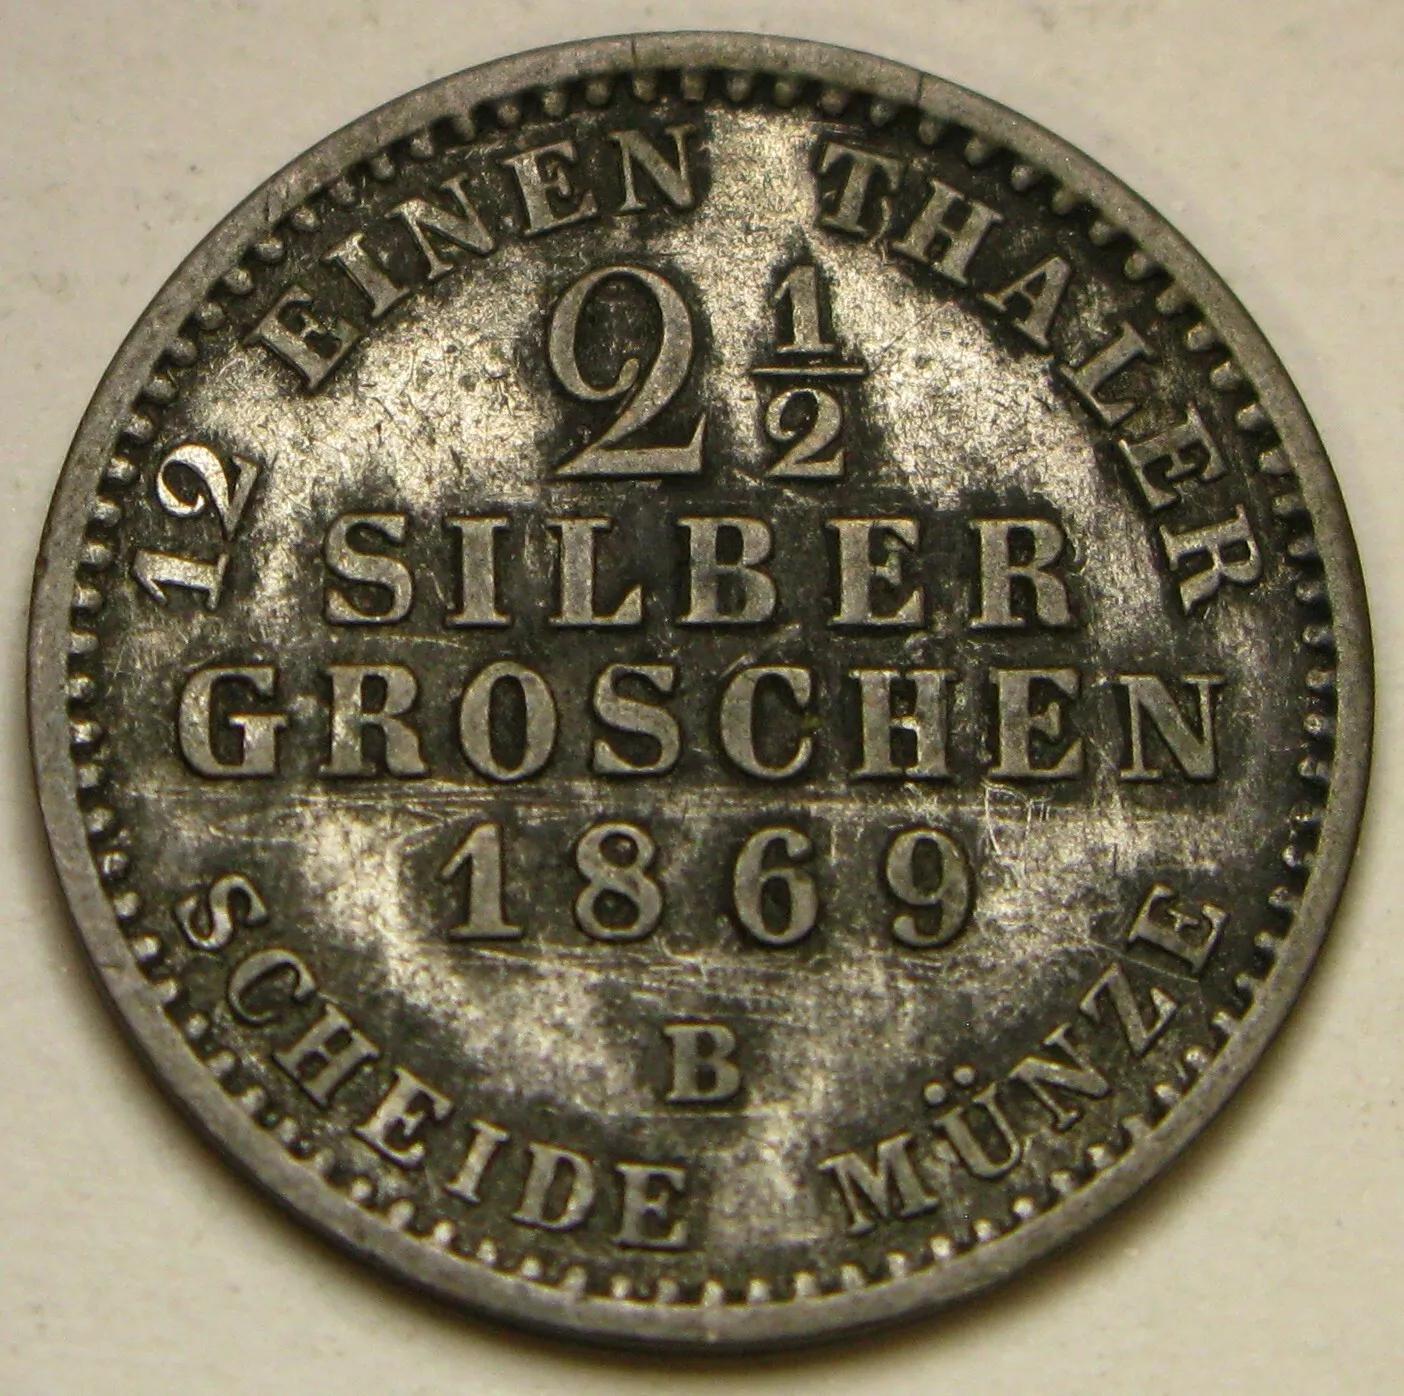 12 EINEN THALER
2 1/2
SILBER
GROSCHEN
1869
B
SCHEIDE MÜNZE